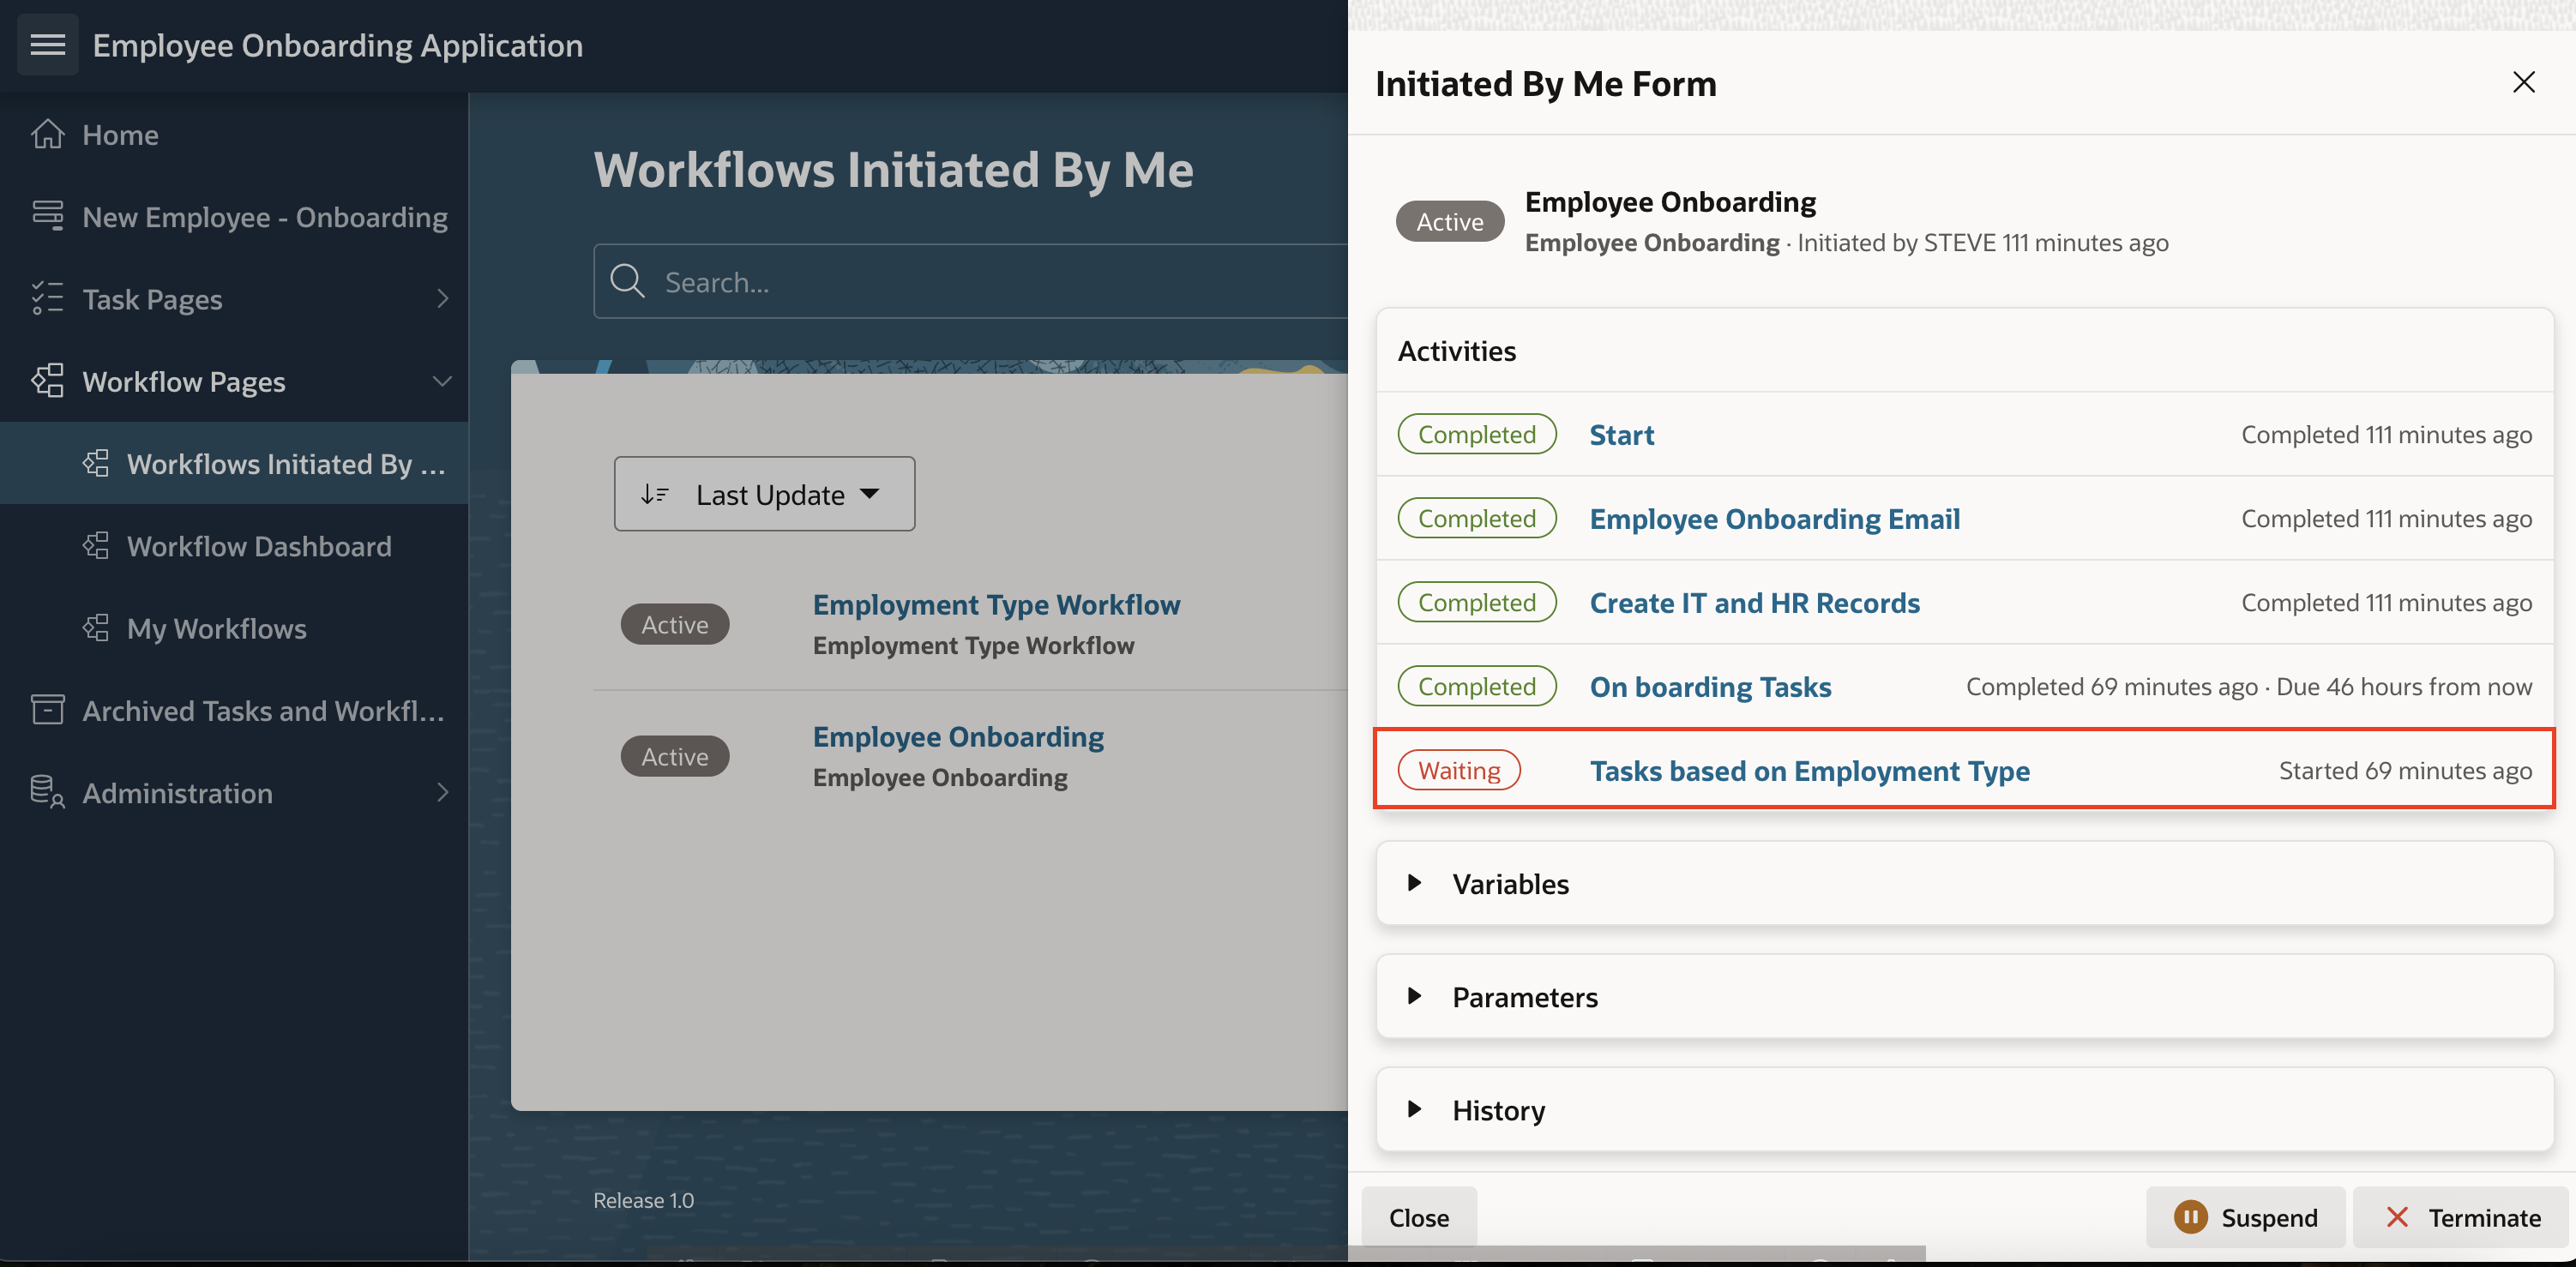 Employee Onboarding Application
Home
New Employee - Onboarding
Task Pages
Workflow Pages
Workflows Initiated By ...
Workflow Dashboard
My Workflows
Archived Tasks and Workfl...
Administration
Workflows Initiated By Me
Search...
Last Update
Active
Employment Type Workflow
Employment Type Workflow
Active
Employee Onboarding
Employee Onboarding
Release 1.0
Initiated By Me Form
Active
Employee Onboarding
Employee Onboarding · Initiated by STEVE 111 minutes ago
Activities
Completed Start Completed 111 minutes ago
Completed Employee Onboarding Email Completed 111 minutes ago
Completed Create IT and HR Records Completed 111 minutes ago
Completed On boarding Tasks Completed 69 minutes ago · Due 46 hours from now
Waiting Tasks based on Employment Type Started 69 minutes ago
Variables
Parameters
History
Close Suspend Terminate